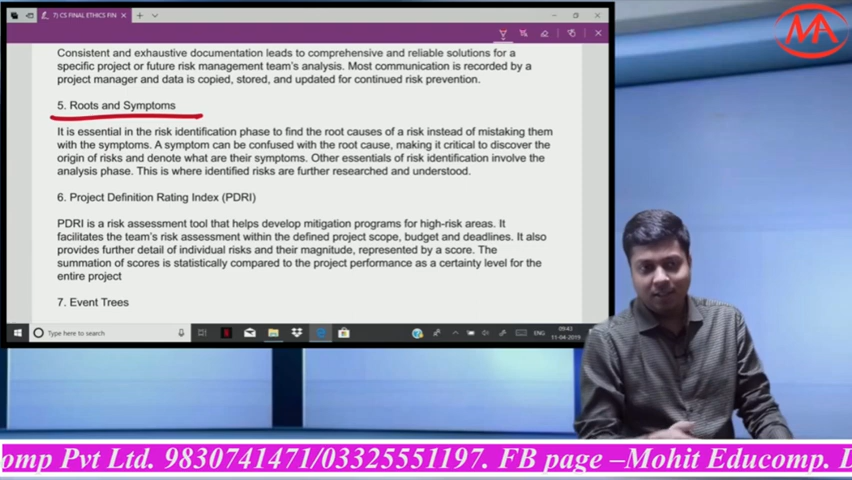 7) CS FINAL ETHICS FIN
MA
Consistent and exhaustive documentation leads to comprehensive and reliable solutions for a
specific project or future risk management team's analysis. Most communication is recorded by a
project manager and data is copied, stored, and updated for continued risk prevention.
5. Roots and Symptoms
It is essential in the risk identification phase to find the root causes of a risk instead of mistaking them
with the symptoms. A symptom can be confused with the root cause, making it critical to discover the
origin of risks and denote what are their symptoms. Other essentials of risk identification involve the
analysis phase. This is where identified risks are further researched and understood.
6. Project Definition Rating Index (PDRI)
PDRI is a risk assessment tool that helps develop mitigation programs for high-risk areas. It
facilitates the team's risk assessment within the defined project scope, budget and deadlines. It also
provides further detail of individual risks and their magnitude, represented by a score. The
summation of scores is statistically compared to the project performance as a certainty level for the
entire project
7. Event Trees
Type here to search
ENG
09:43
11-04-2019
omp Pvt Ltd. 9830741471/03325551197. FB page –Mohit Educomp. D